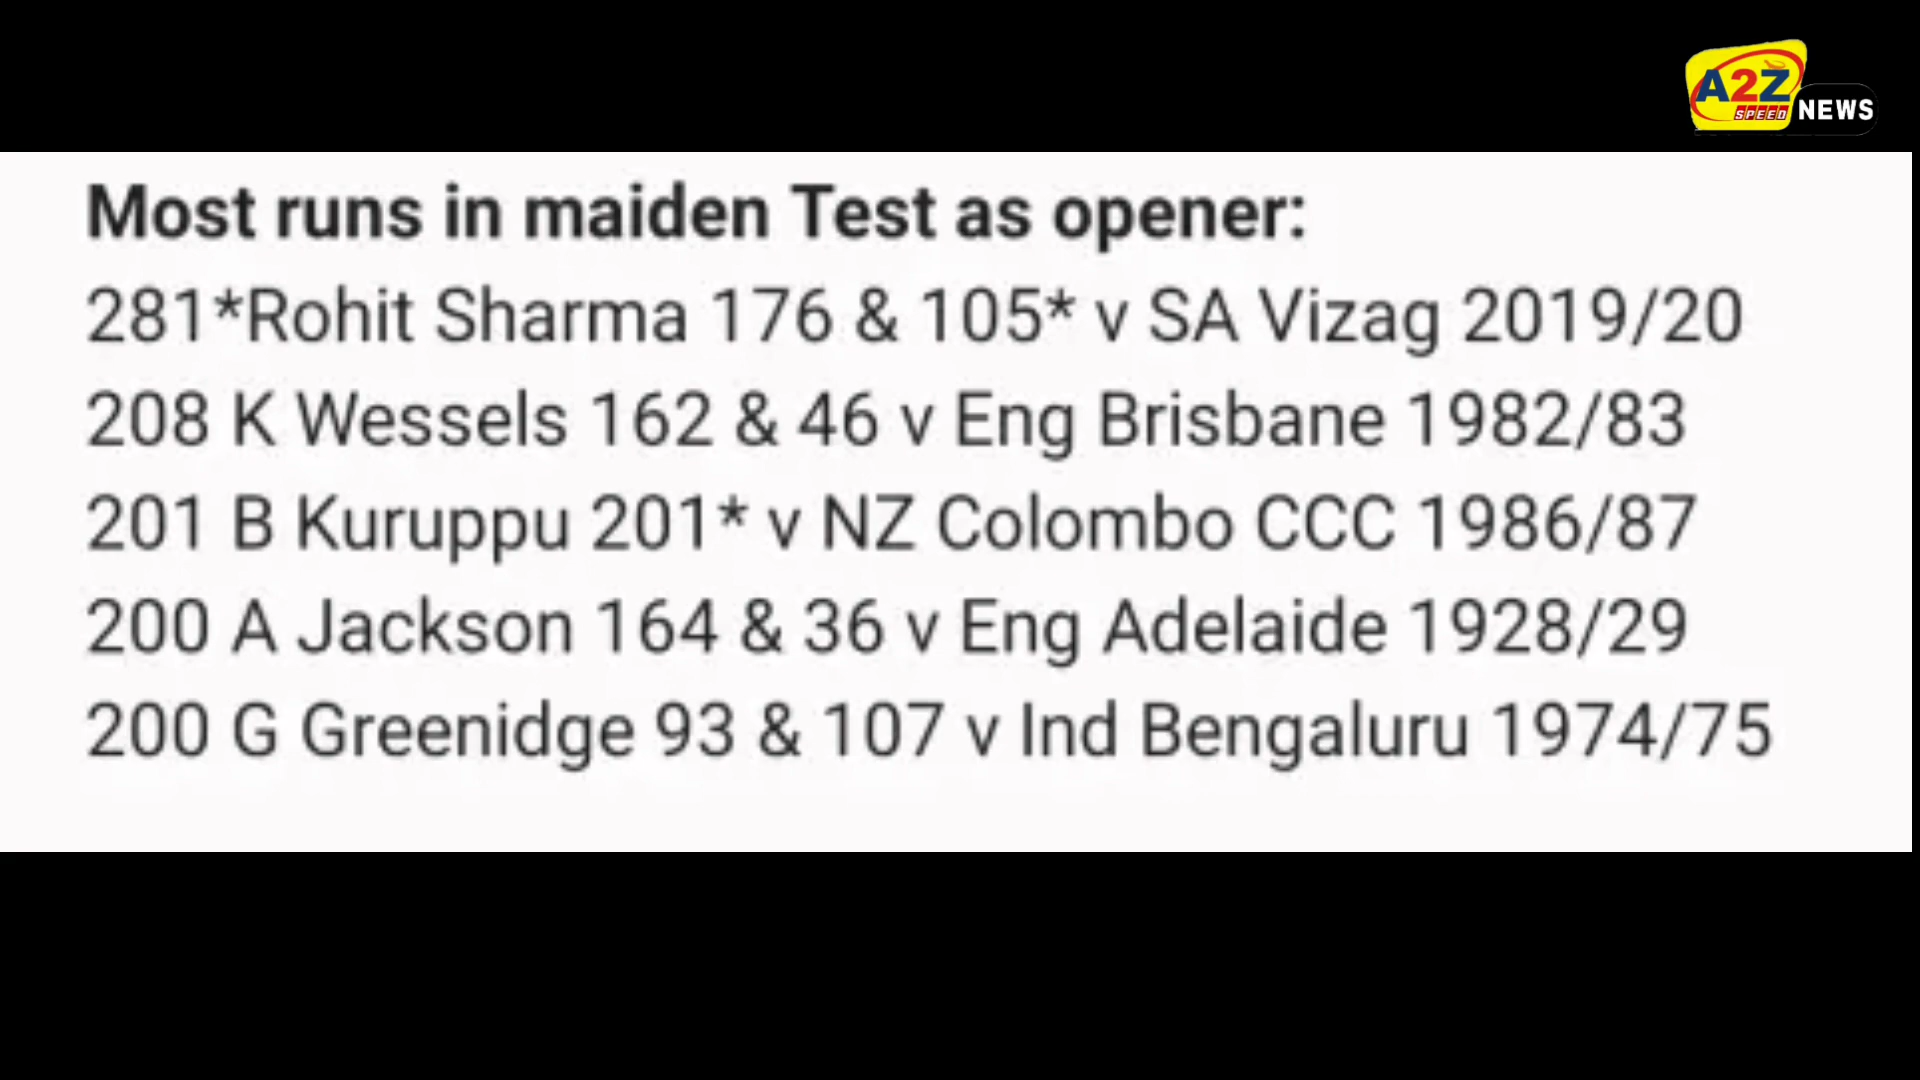 A2Z
SPEED NEWS
Most runs in maiden Test as opener:
281*Rohit Sharma 176 & 105* v SA Vizag 2019/20
208 K Wessels 162 & 46 v Eng Brisbane 1982/83
201 B Kuruppu 201* v NZ Colombo CCC 1986/87
200 A Jackson 164 & 36 v Eng Adelaide 1928/29
200 G Greenidge 93 & 107 v Ind Bengaluru 1974/75